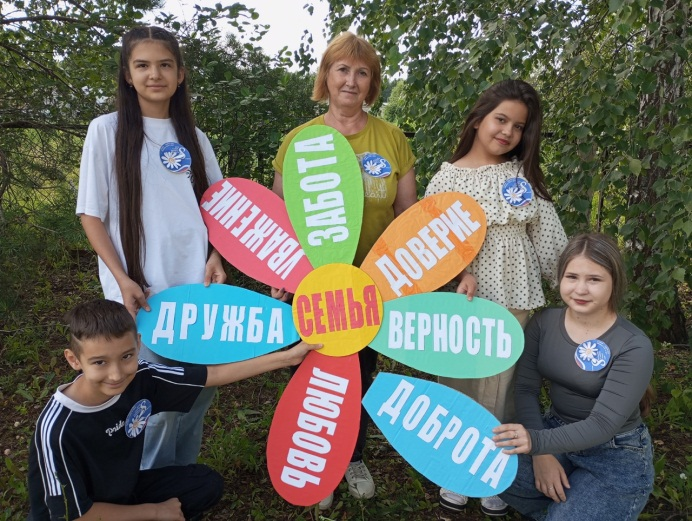 ЗАБОТА
УВАЖЕНИЕ
ДОВЕРИЕ
ДРУЖБА
СЕМЬЯ
ВЕРНОСТЬ
ЛЮБОВЬ
ДОБРОТА